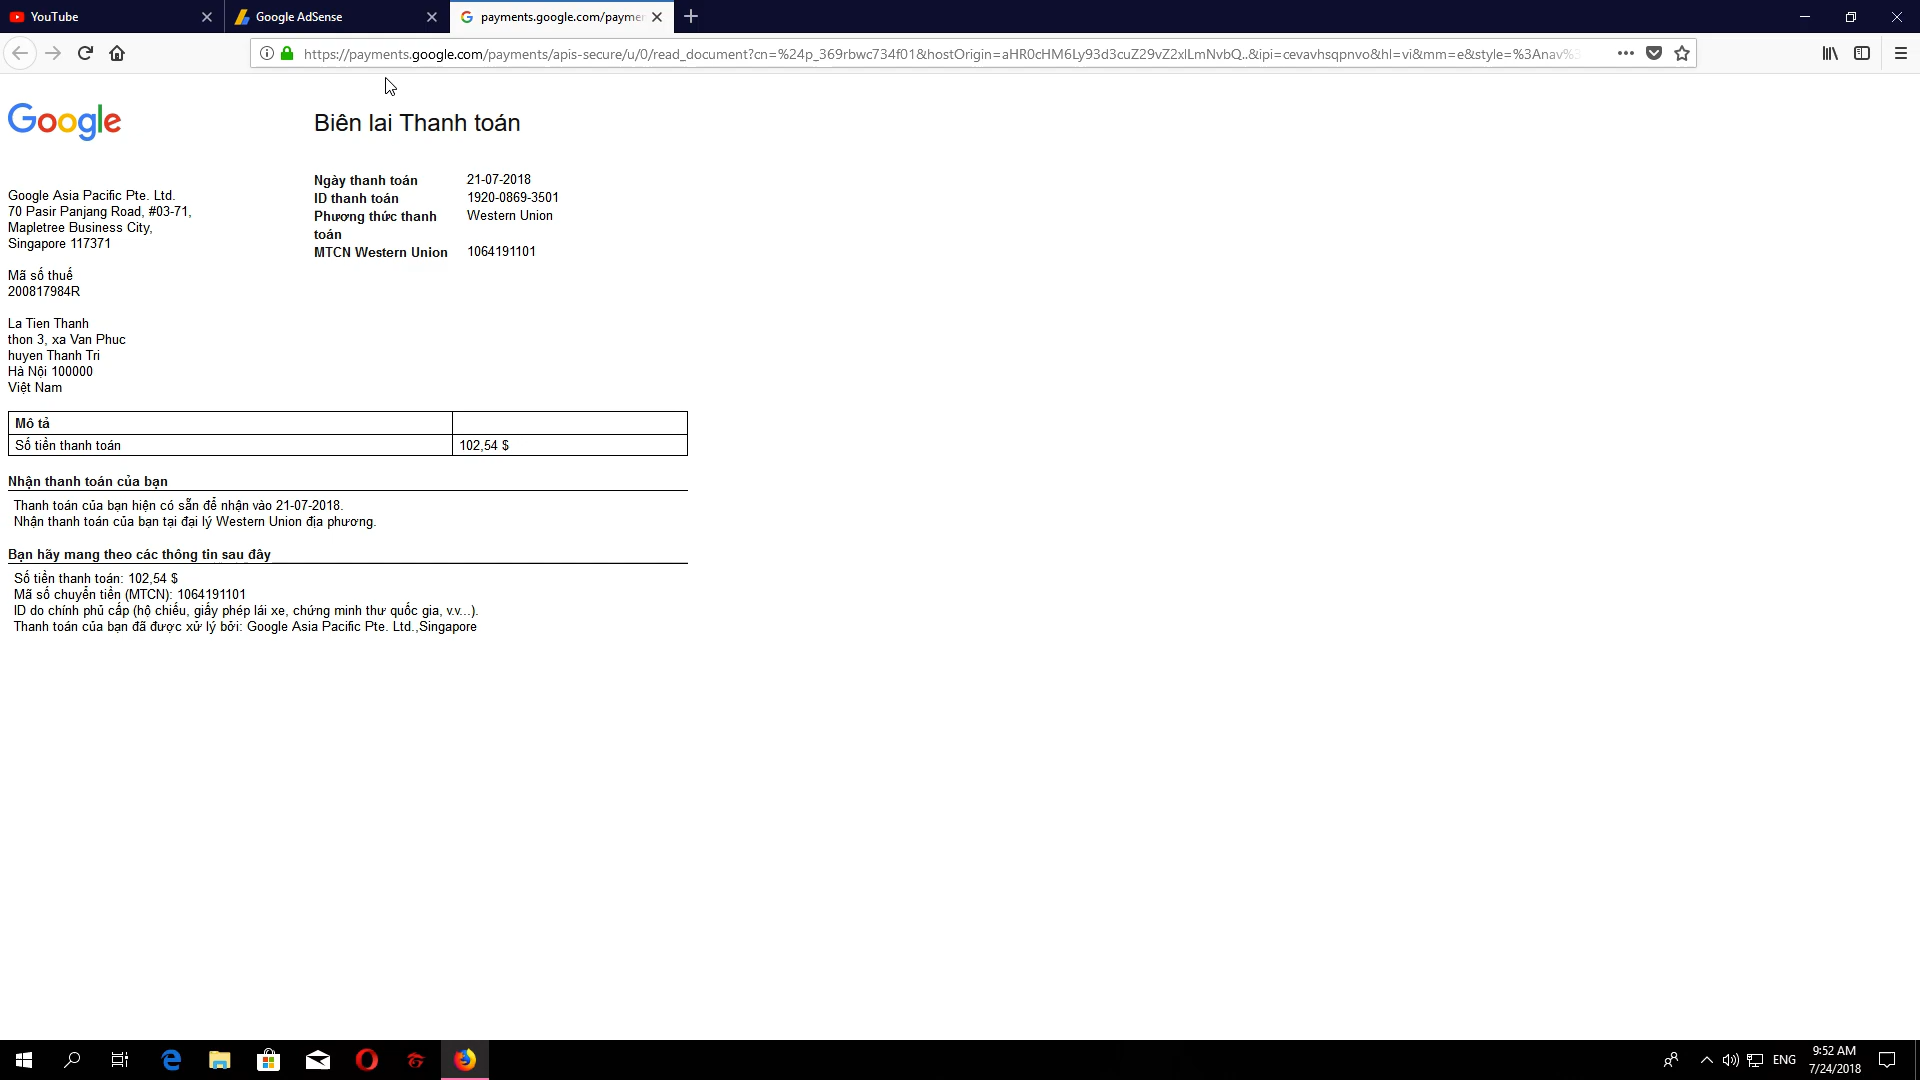 YouTube
Google AdSense
payments.google.com/payme
https://payments.google.com/payments/apis-secure/u/0/read_document?cn=%24p_369rbwc734f01&hostOrigin=aHR0cHM6Ly93d3cuZ29vZ2xlLmNvbQ..&ipi=cevavhsqpnvo&hl=vi&mm=e&style=%3Anav%
Google
Biên lai Thanh toán
Ngày thanh toán 21-07-2018
ID thanh toán 1920-0869-3501
Phương thức thanh toán Western Union
MTCN Western Union 1064191101
Google Asia Pacific Pte. Ltd.
70 Pasir Panjang Road, #03-71,
Mapletree Business City,
Singapore 117371
Mã số thuế
200817984R
La Tien Thanh
thon 3, xa Van Phuc
huyen Thanh Tri
Hà Nội 100000
Việt Nam
Mô tả
Số tiền thanh toán 102,54 $
Nhận thanh toán của bạn
Thanh toán của bạn hiện có sẵn để nhận vào 21-07-2018.
Nhận thanh toán của bạn tại đại lý Western Union địa phương.
Bạn hãy mang theo các thông tin sau đây
Số tiền thanh toán: 102,54 $
Mã số chuyển tiền (MTCN): 1064191101
ID do chính phủ cấp (hộ chiếu, giấy phép lái xe, chứng minh thư quốc gia, v.v...).
Thanh toán của bạn đã được xử lý bởi: Google Asia Pacific Pte. Ltd.,Singapore
ENG
9:52 AM
7/24/2018